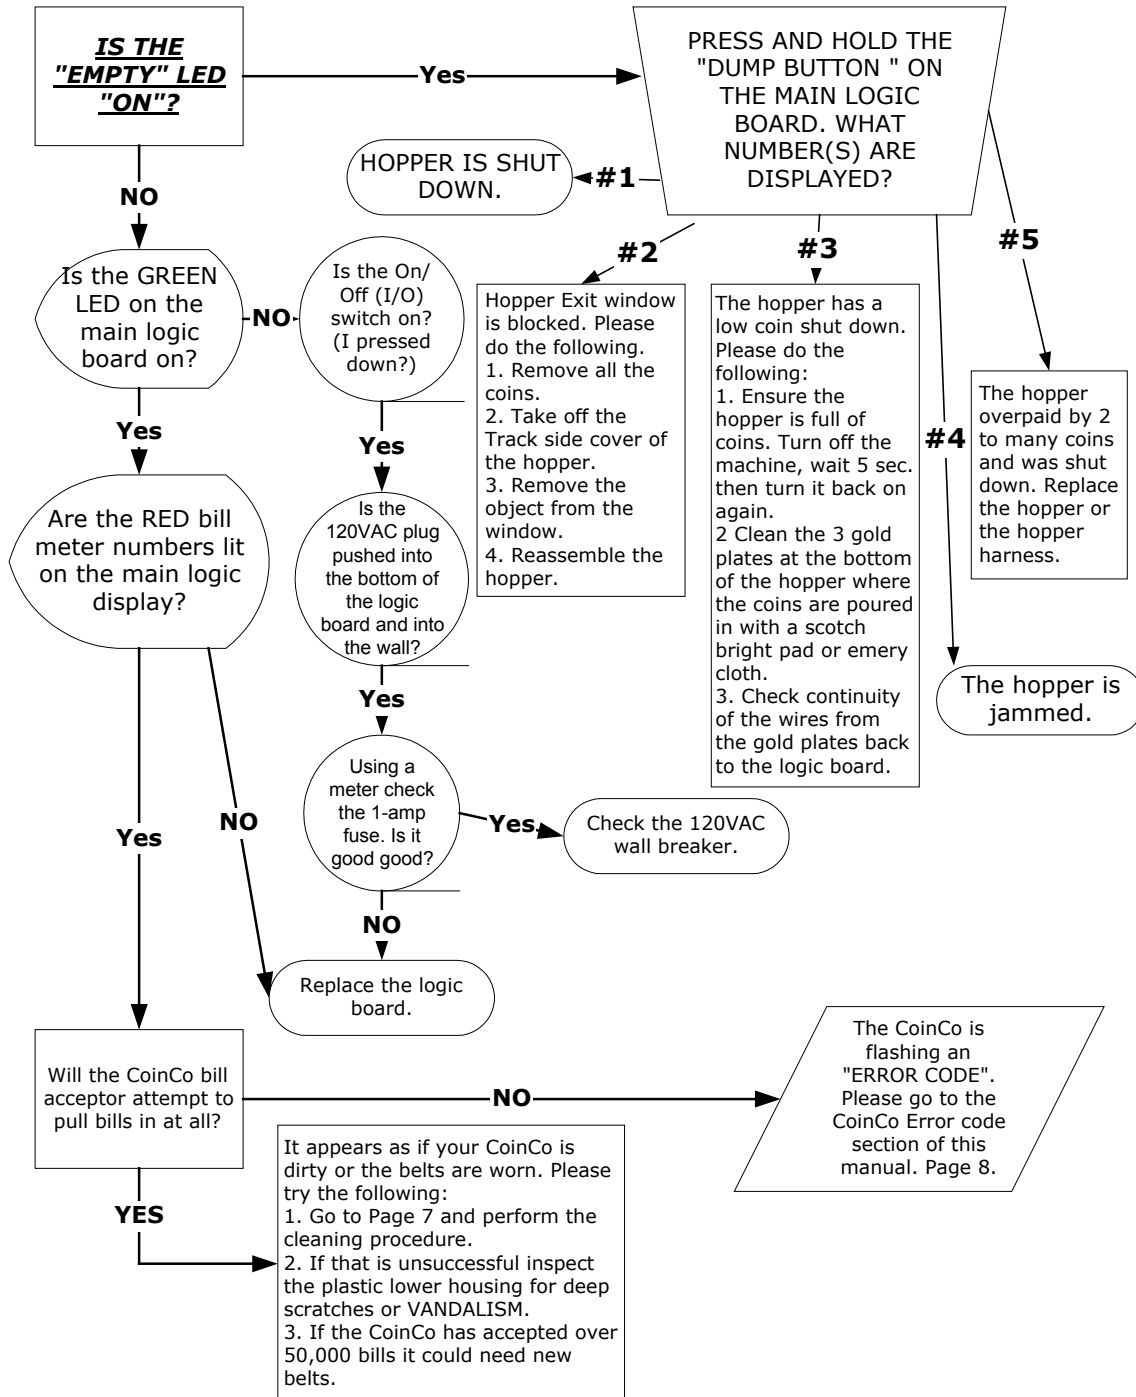 IS THE
"EMPTY" LED
"ON"?
Yes
PRESS AND HOLD THE
"DUMP BUTTON " ON
THE MAIN LOGIC
BOARD. WHAT
NUMBER(S) ARE
DISPLAYED?
#1
HOPPER IS SHUT
DOWN.
#2
Hopper Exit window
is blocked. Please
do the following.
1. Remove all the
coins.
2. Take off the
Track side cover of
the hopper.
3. Remove the
object from the
window.
4. Reassemble the
hopper.
#3
The hopper has a
low coin shut down.
Please do the
following:
1. Ensure the
hopper is full of
coins. Turn off the
machine, wait 5 sec.
then turn it back on
again.
2 Clean the 3 gold
plates at the bottom
of the hopper where
the coins are poured
in with a scotch
bright pad or emery
cloth.
3. Check continuity
of the wires from
the gold plates back
to the logic board.
#4
The hopper is
jammed.
#5
The hopper
overpaid by 2
to many coins
and was shut
down. Replace
the hopper or
the hopper
harness.
NO
Is the GREEN
LED on the
main logic
board on?
NO
Is the On/
Off (I/O)
switch on?
(I pressed
down?)
Yes
Is the
120VAC plug
pushed into
the bottom of
the logic
board and into
the wall?
Yes
Using a
meter check
the 1-amp
fuse. Is it
good good?
Yes
Check the 120VAC
wall breaker.
NO
Replace the logic
board.
Yes
Are the RED bill
meter numbers lit
on the main logic
display?
NO
Yes
Will the CoinCo bill
acceptor attempt to
pull bills in at all?
NO
The CoinCo is
flashing an
"ERROR CODE".
Please go to the
CoinCo Error code
section of this
manual. Page 8.
YES
It appears as if your CoinCo is
dirty or the belts are worn. Please
try the following:
1. Go to Page 7 and perform the
cleaning procedure.
2. If that is unsuccessful inspect
the plastic lower housing for deep
scratches or VANDALISM.
3. If the CoinCo has accepted over
50,000 bills it could need new
belts.